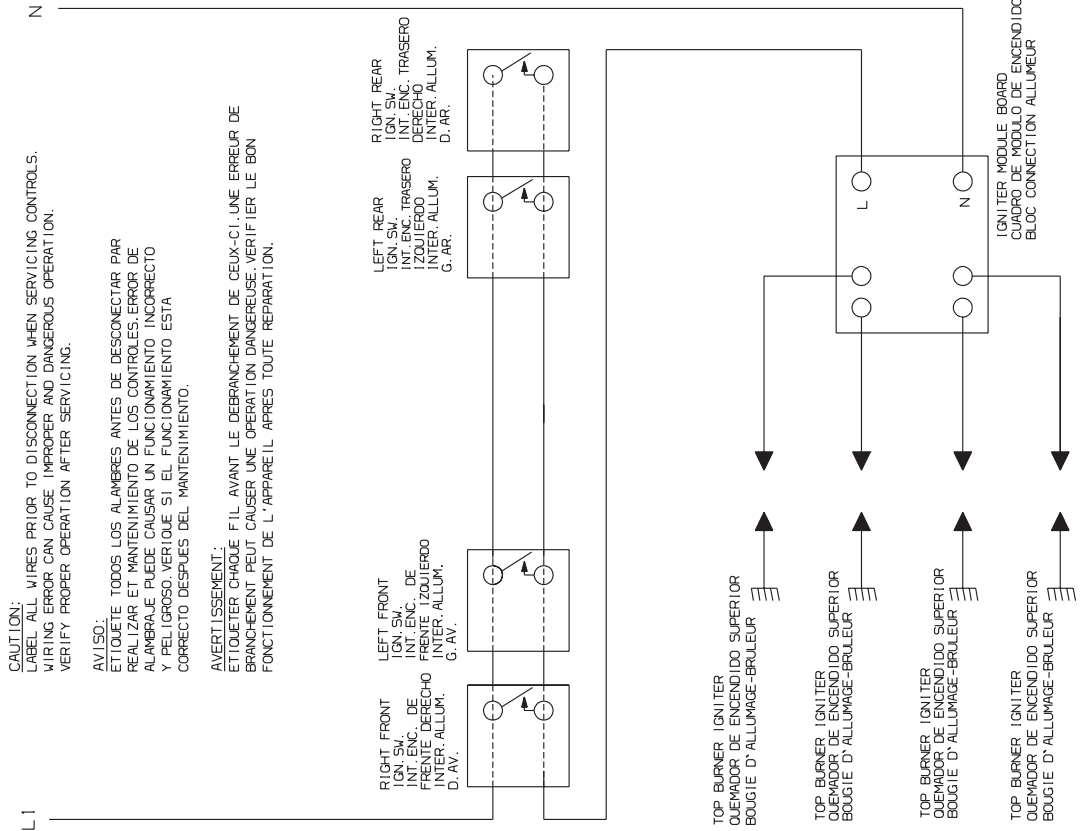 CAUTION:
LABEL ALL WIRES PRIOR TO DISCONNECTION WHEN SERVICING CONTROLS.
WIRING ERROR CAN CAUSE IMPROPER AND DANGEROUS OPERATION.
VERIFY PROPER OPERATION AFTER SERVICING.
AVISO:
ETIQUETE TODOS LOS ALAMBRES ANTES DE DESCONECTAR PAR
REALIZAR ET MANTENIMIENTO DE LOS CONTROLES. ERROR DE
ALAMBRAJE PUEDE CAUSAR UN FUNCIONAMIENTO INCORRECTO
Y PELIGROSO. VERIQUE SI EL FUNCIONAMIENTO ESTA
CORRECTO DESPUES DEL MANTENIMIENTO.
AVERTISSEMENT:
ETIQUETER CHAQUE FIL AVANT LE DEBRANCHEMENT DE CEUX-CI. UNE ERREUR DE
BRANCHEMENT PEUT CAUSER UNE OPERATION DANGEREUSE. VERIFIER LE BON
FONCTIONNEMENT DE L'APPAREIL APRES TOUTE REPARATION.
L1
N
RIGHT FRONT
IGN. SW.
INT. ENC. DE
FRENTE DERECHO
INTER. ALLUM.
D. AV.
LEFT FRONT
IGN. SW.
INT. ENC. DE
FRENTE IZQUIERDO
INTER. ALLUM.
G. AV.
LEFT REAR
IGN. SW.
INT. ENC. TRASERO
IZQUIERDO
INTER. ALLUM.
G. AR.
RIGHT REAR
IGN. SW.
INT. ENC. TRASERO
DERECHO
INTER. ALLUM.
D. AR.
L
N
IGNITER MODULE BOARD
CUADRO DE MODULO DE ENCENDIDO
BLOC CONNECTION ALLUMEUR
TOP BURNER IGNITER
QUEMADOR DE ENCENDIDO SUPERIOR
BOUGIE D'ALLUMAGE-BRULEUR
TOP BURNER IGNITER
QUEMADOR DE ENCENDIDO SUPERIOR
BOUGIE D'ALLUMAGE-BRULEUR
TOP BURNER IGNITER
QUEMADOR DE ENCENDIDO SUPERIOR
BOUGIE D'ALLUMAGE-BRULEUR
TOP BURNER IGNITER
QUEMADOR DE ENCENDIDO SUPERIOR
BOUGIE D'ALLUMAGE-BRULEUR